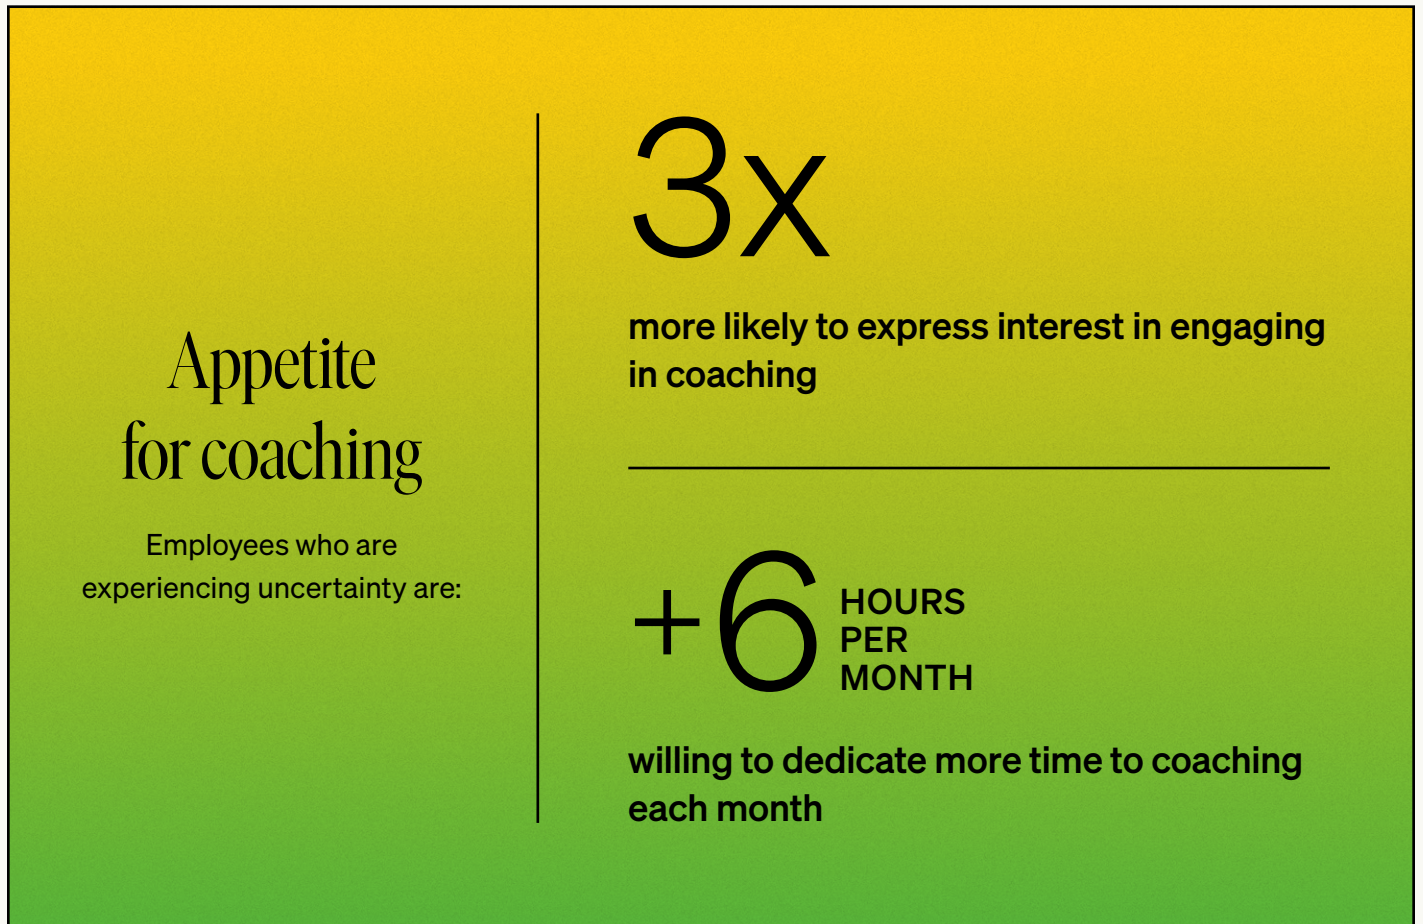 Appetite
for coaching
Employees who are
experiencing uncertainty are:
3x
more likely to express interest in engaging
in coaching
+6 HOURS
PER
MONTH
willing to dedicate more time to coaching
each month